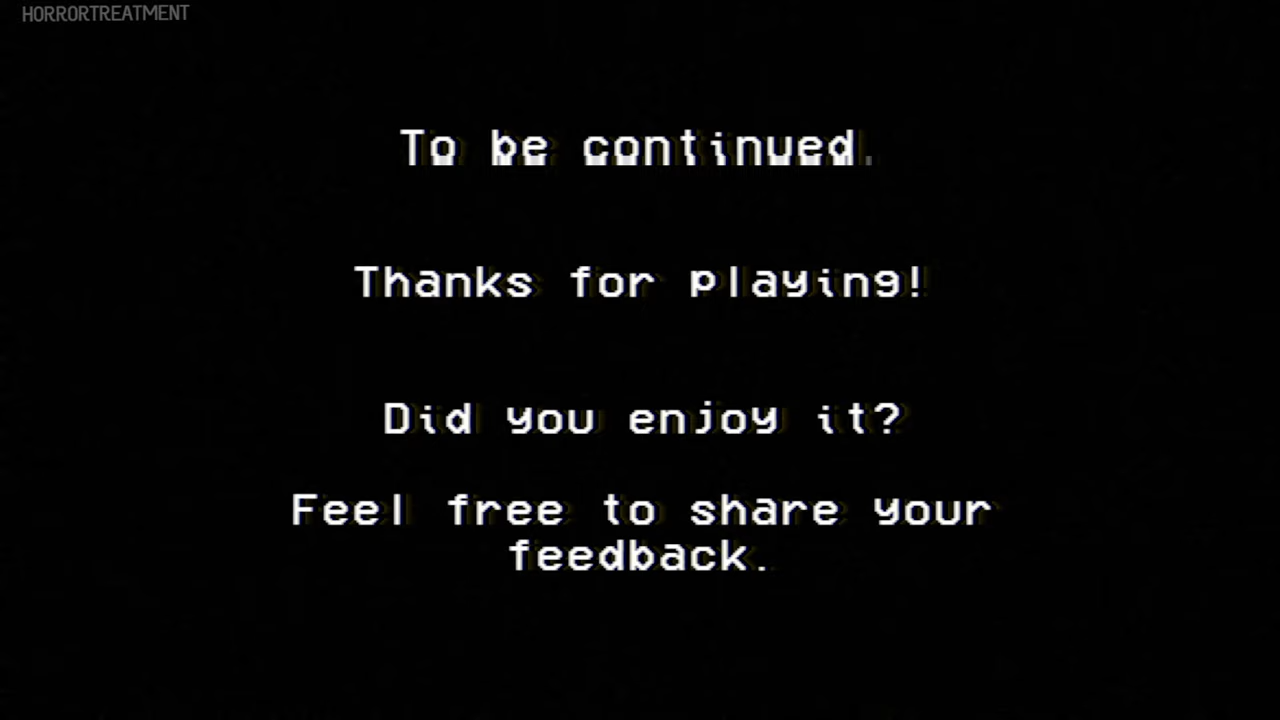 HORRORTREATMENT
To be continued.
Thanks for playing!
Did you enjoy it?
Feel free to share your
feedback.